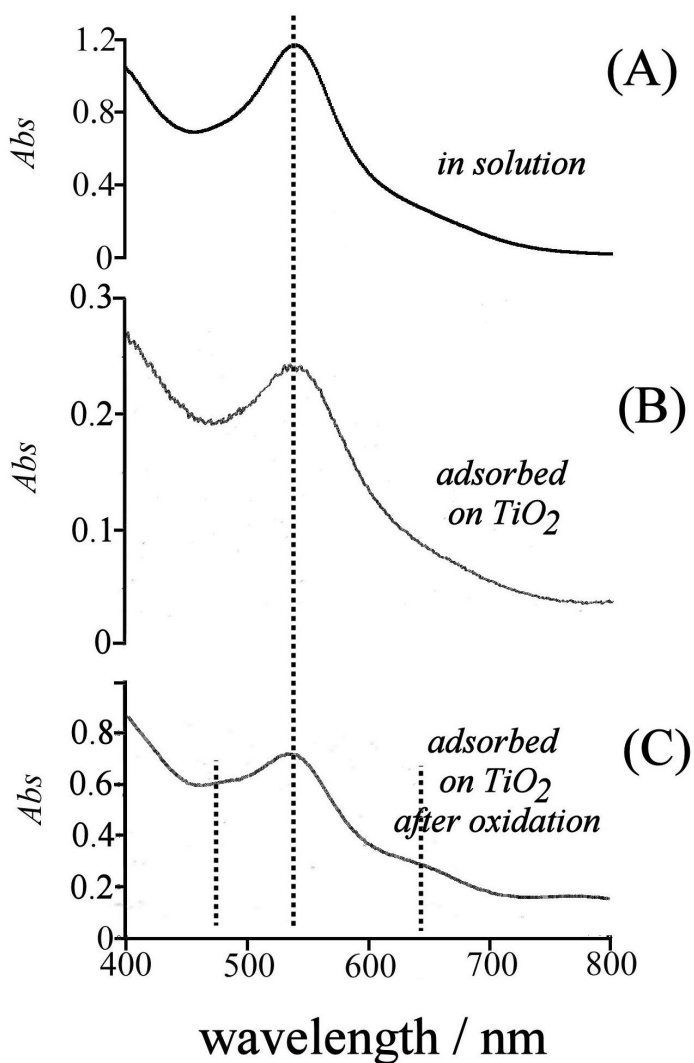 (A)
1.2
0.8
0.4
0
Abs
in solution
(B)
0.3
0.2
0.1
0
Abs
adsorbed
on TiO2
(C)
0.8
0.6
0.4
0.2
0
Abs
adsorbed
on TiO2
after oxidation
400 500 600 700 800
wavelength / nm